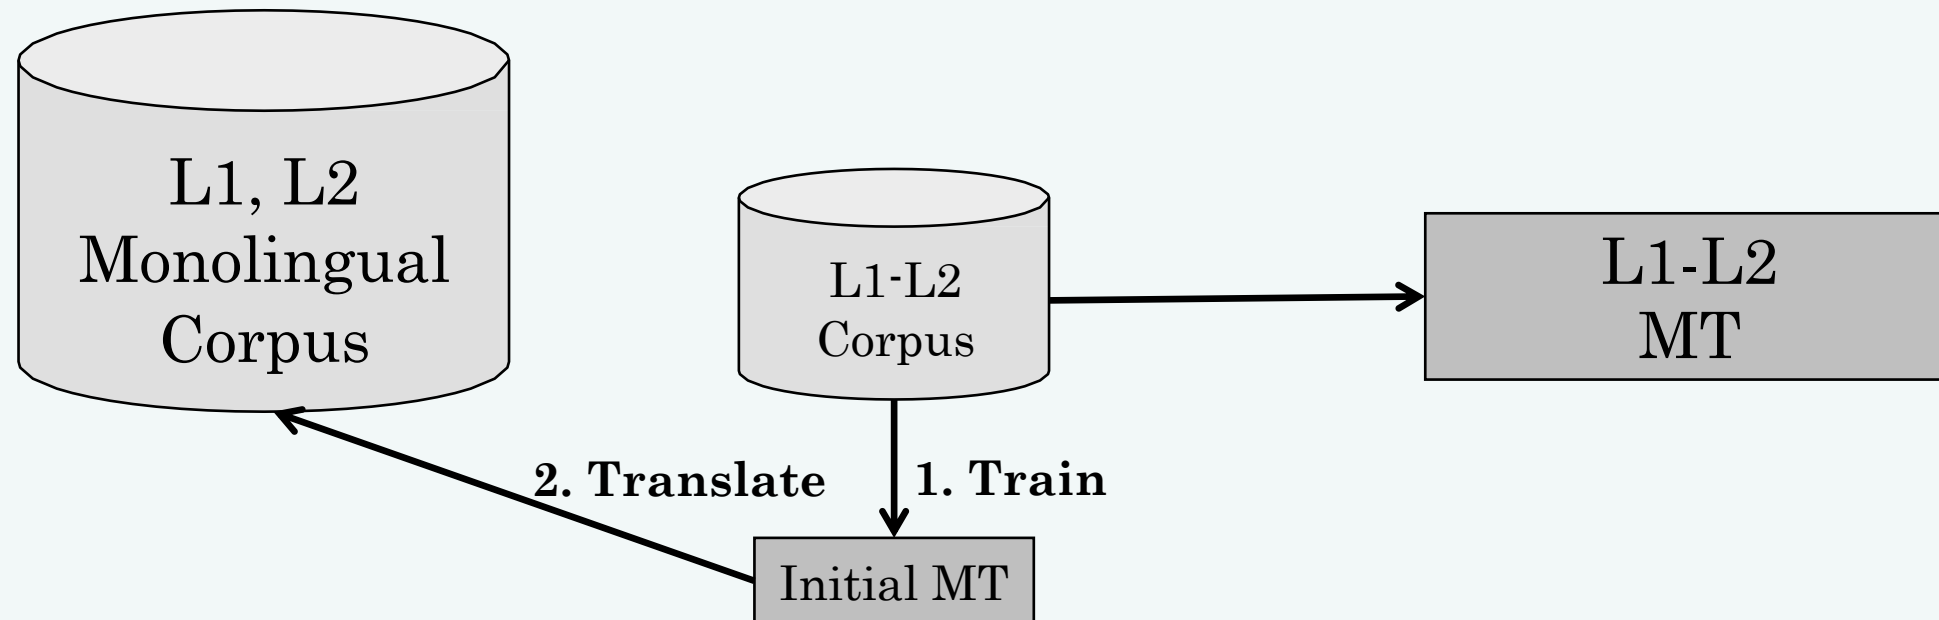 L1, L2
Monolingual
Corpus
L1-L2
Corpus
L1-L2
MT
2. Translate
1. Train
Initial MT